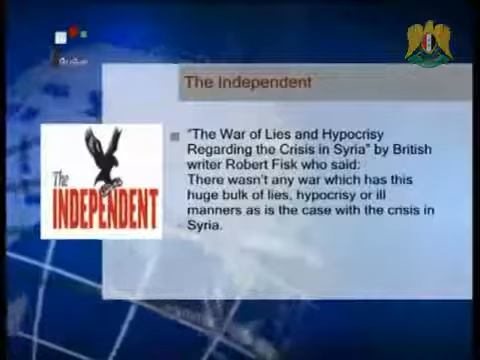 The Independent
The
INDEPENDENT
"The War of Lies and Hypocrisy
Regarding the Crisis in Syria" by British
writer Robert Fisk who said:
There wasn't any war which has this
huge bulk of lies, hypocrisy or ill
manners as is the case with the crisis in
Syria.